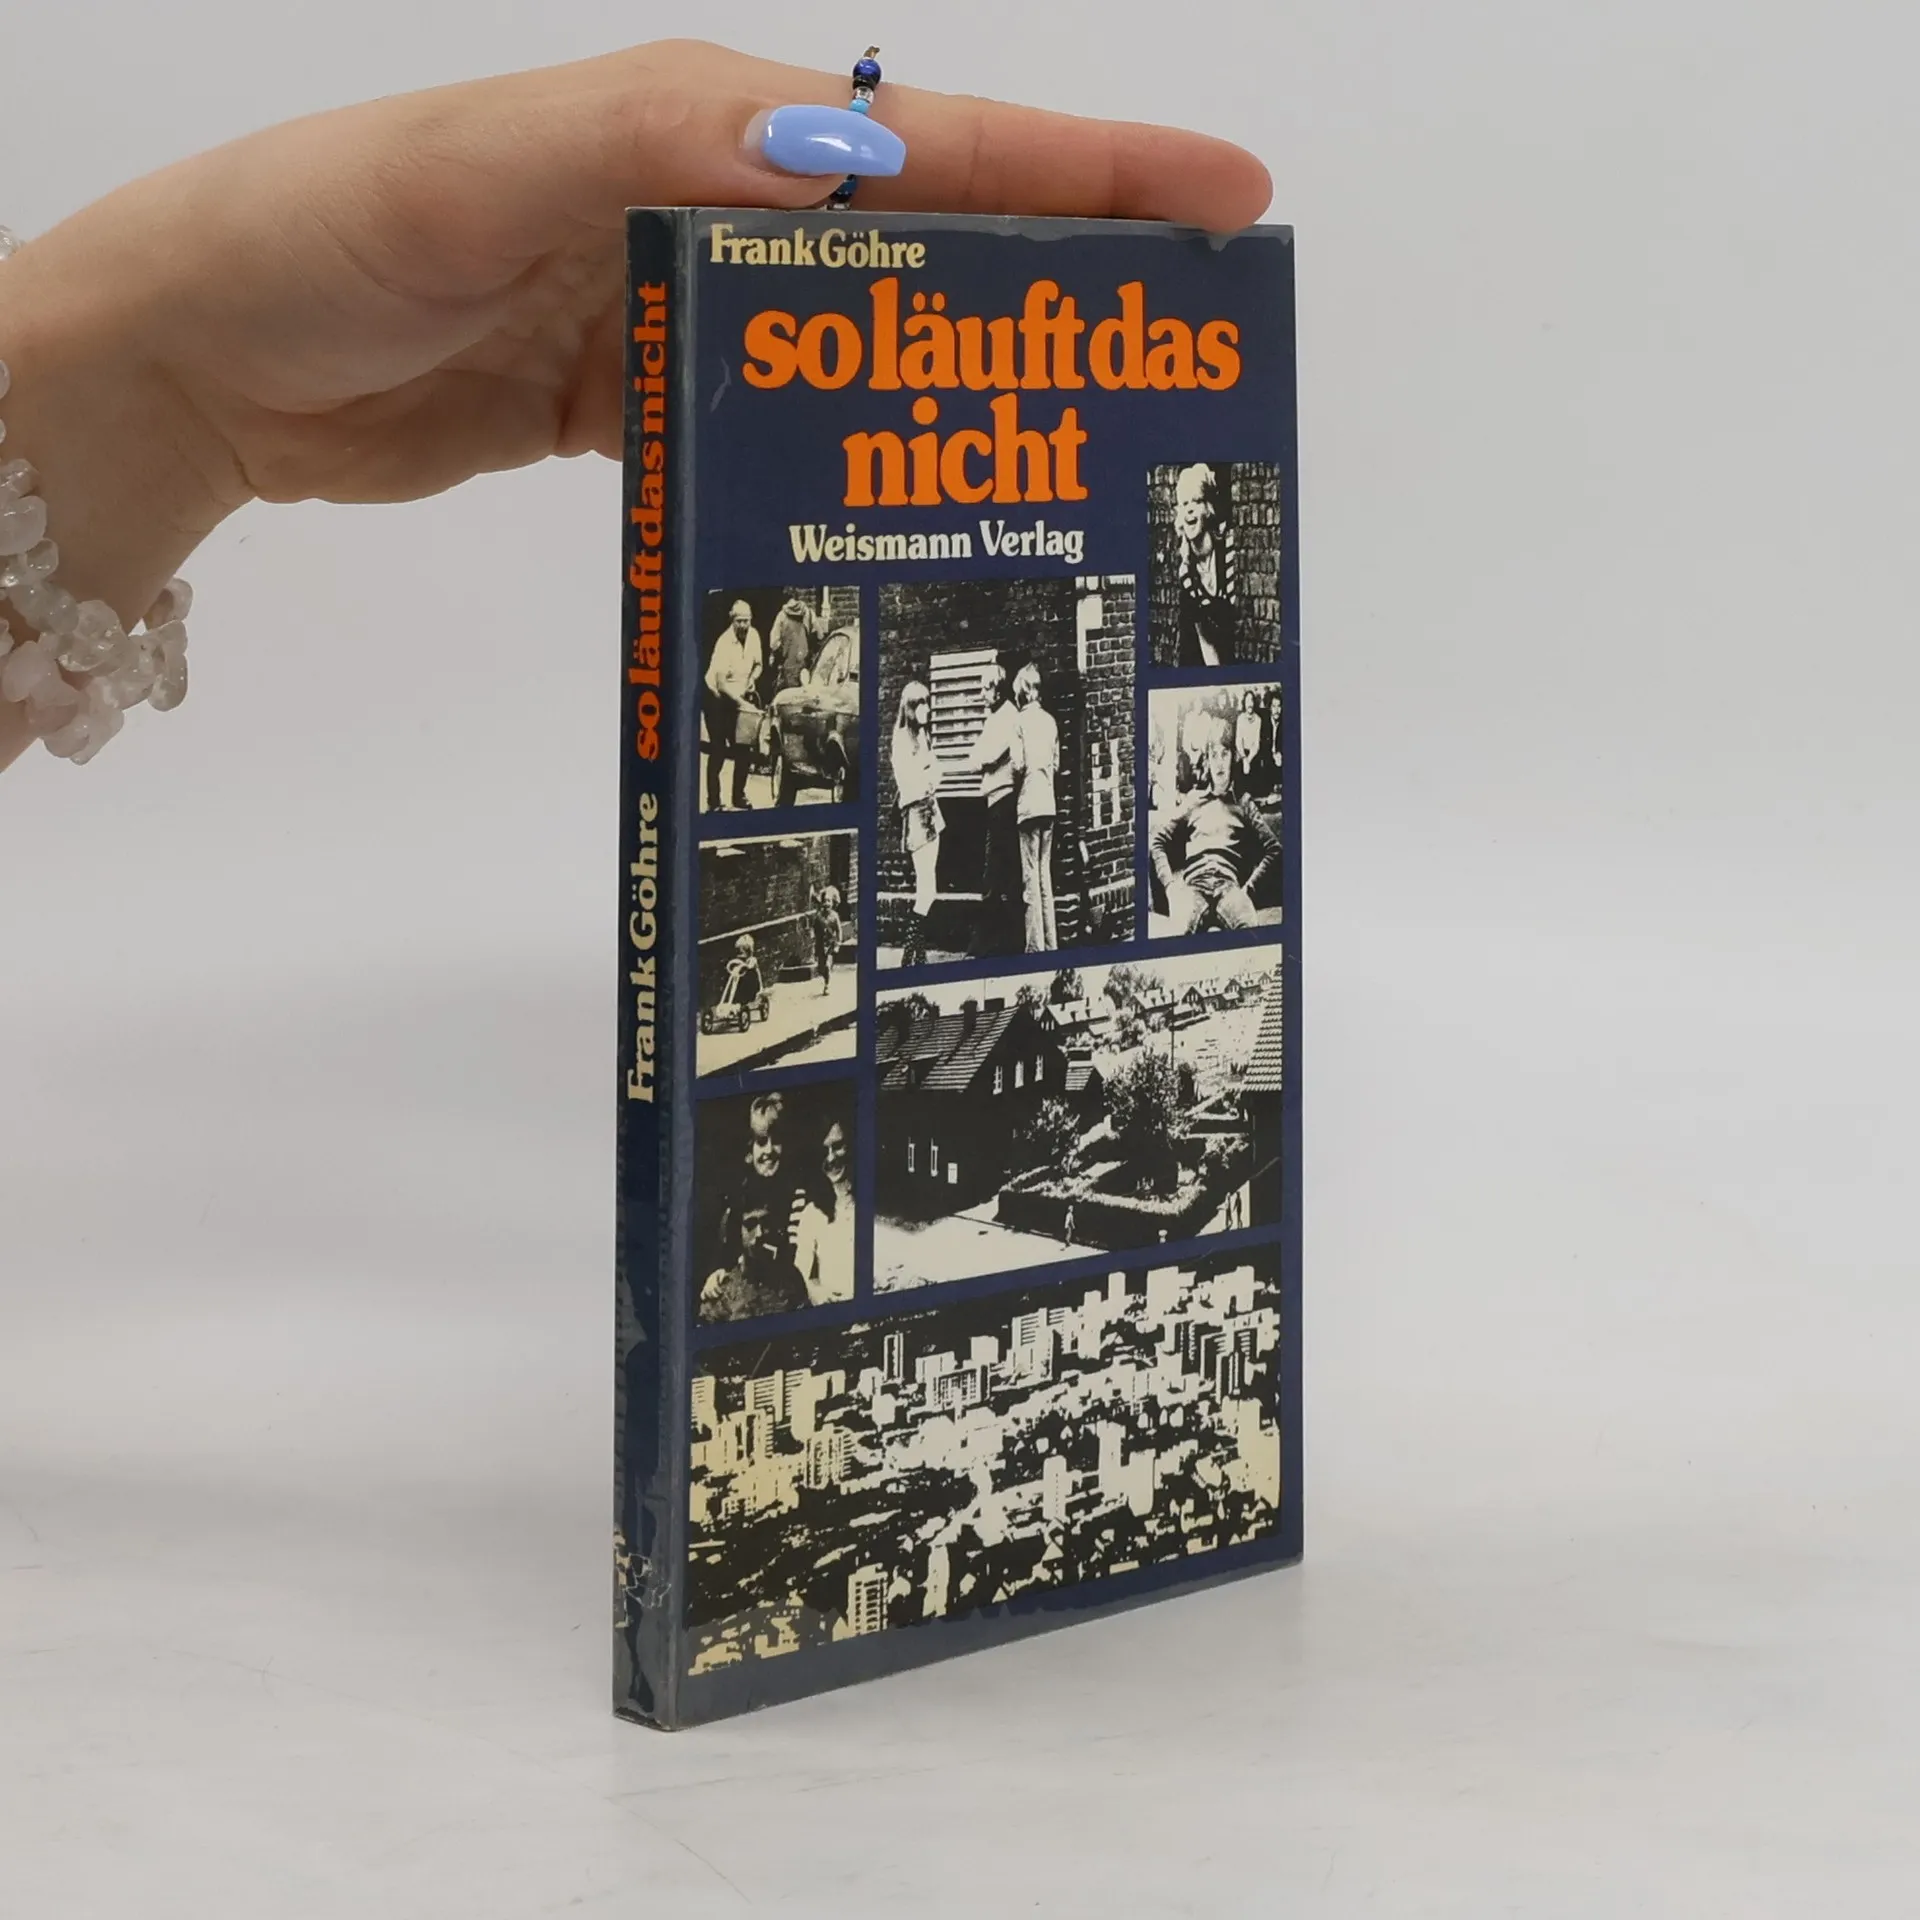 Frank Göhre
so läuft das
nicht
Weismann Verlag
Frank Göhre so läuft das nicht